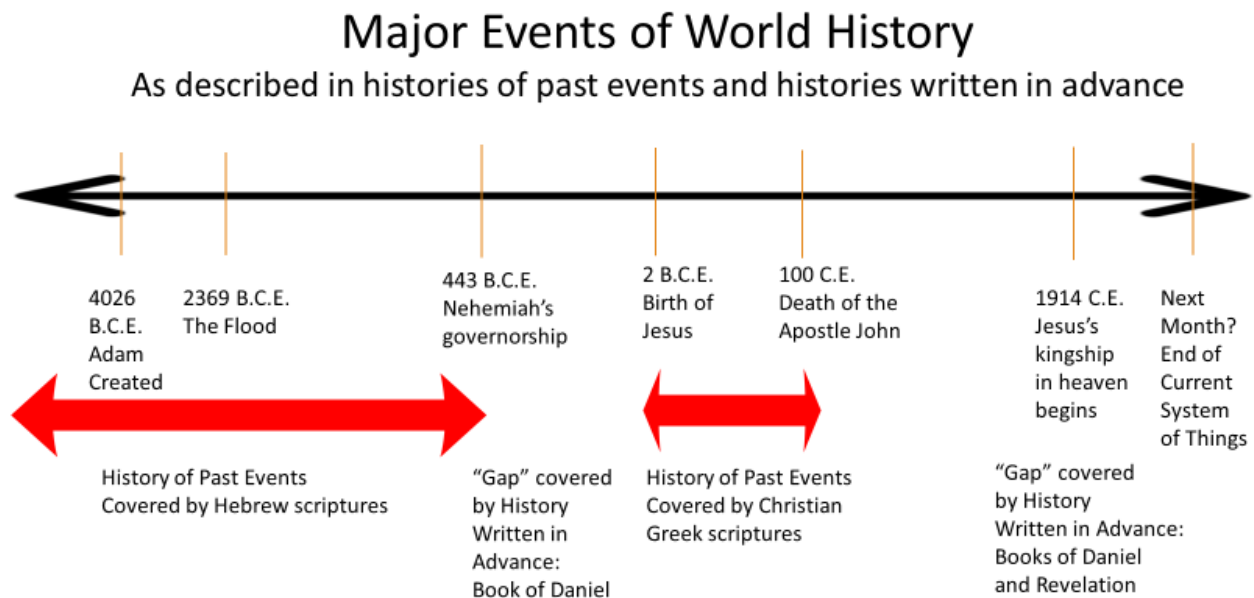 Major Events of World History
As described in histories of past events and histories written in advance
4026
B.C.E.
Adam
Created
2369 B.C.E.
The Flood
443 B.C.E.
Nehemiah’s
governorship
2 B.C.E.
Birth of
Jesus
100 C.E.
Death of the
Apostle John
1914 C.E.
Jesus’s
kingship
in heaven
begins
Next
Month?
End of
Current
System
of Things
History of Past Events
Covered by Hebrew scriptures
“Gap” covered
by History
Written in
Advance:
Book of Daniel
History of Past Events
Covered by Christian
Greek scriptures
“Gap” covered
by History
Written in Advance:
Books of Daniel
and Revelation